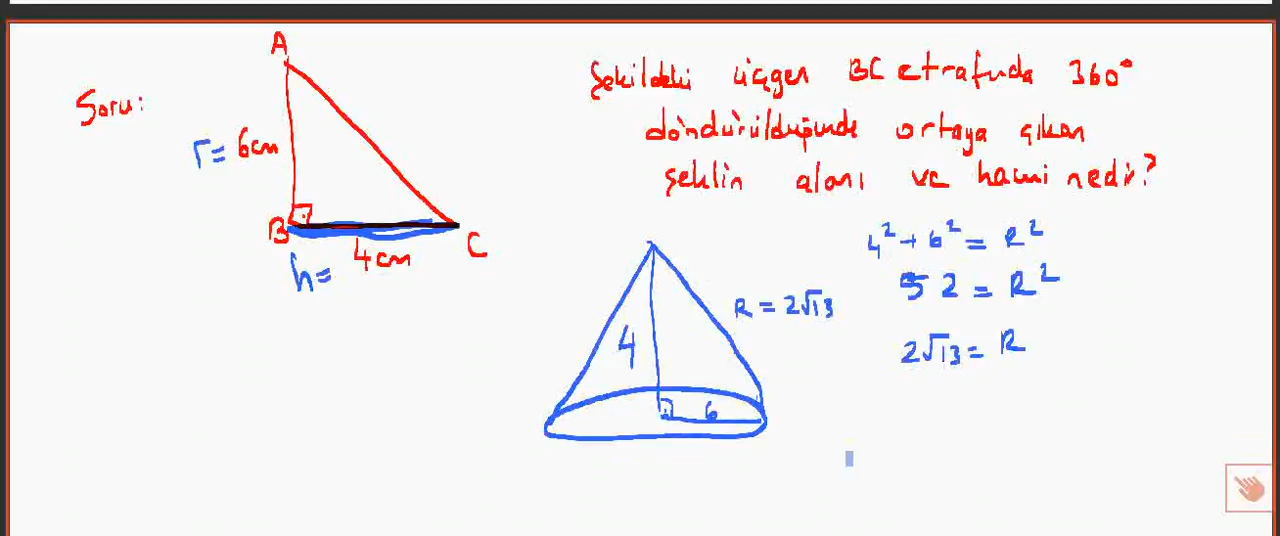 Soru:
A
r = 6cm
B
C
h =
4cm
Şekildeki üçgen BC etrafında 360°
döndürüldüğünde ortaya çıkan
şeklin alanı ve hacmi nedir?
4² + 6² = R²
52 = R²
2√13 = R
R = 2√13
4
6